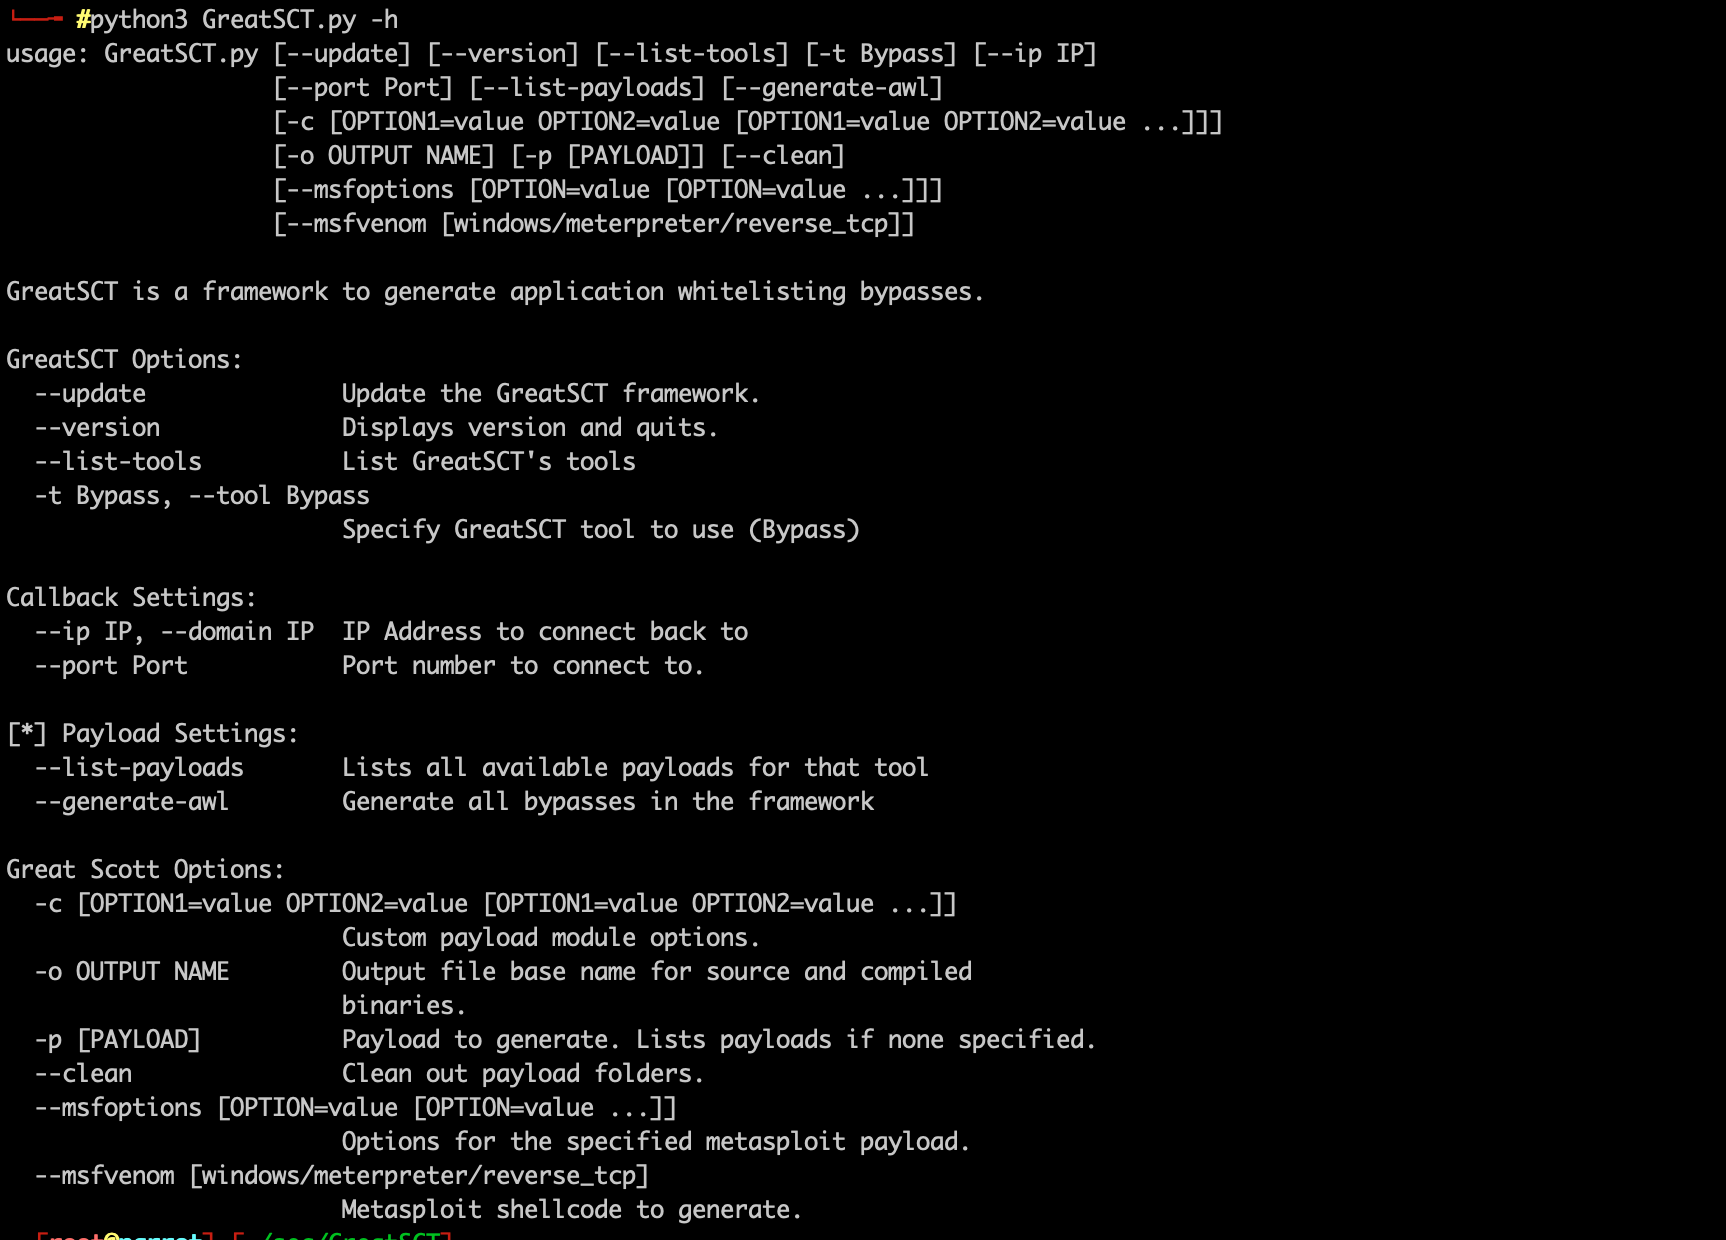 #python3 GreatSCT.py -h
usage: GreatSCT.py [--update] [--version] [--list-tools] [-t Bypass] [--ip IP]
[--port Port] [--list-payloads] [--generate-awl]
[-c [OPTION1=value OPTION2=value [OPTION1=value OPTION2=value ...]]]
[-o OUTPUT NAME] [-p [PAYLOAD]] [--clean]
[--msfoptions [OPTION=value [OPTION=value ...]]]
[--msfvenom [windows/meterpreter/reverse_tcp]]
GreatSCT is a framework to generate application whitelisting bypasses.
GreatSCT Options:
--update Update the GreatSCT framework.
--version Displays version and quits.
--list-tools List GreatSCT's tools
-t Bypass, --tool Bypass
Specify GreatSCT tool to use (Bypass)
Callback Settings:
--ip IP, --domain IP IP Address to connect back to
--port Port Port number to connect to.
[*] Payload Settings:
--list-payloads Lists all available payloads for that tool
--generate-awl Generate all bypasses in the framework
Great Scott Options:
-c [OPTION1=value OPTION2=value [OPTION1=value OPTION2=value ...]]
Custom payload module options.
-o OUTPUT NAME Output file base name for source and compiled
binaries.
-p [PAYLOAD] Payload to generate. Lists payloads if none specified.
--clean Clean out payload folders.
--msfoptions [OPTION=value [OPTION=value ...]]
Options for the specified metasploit payload.
--msfvenom [windows/meterpreter/reverse_tcp]
Metasploit shellcode to generate.